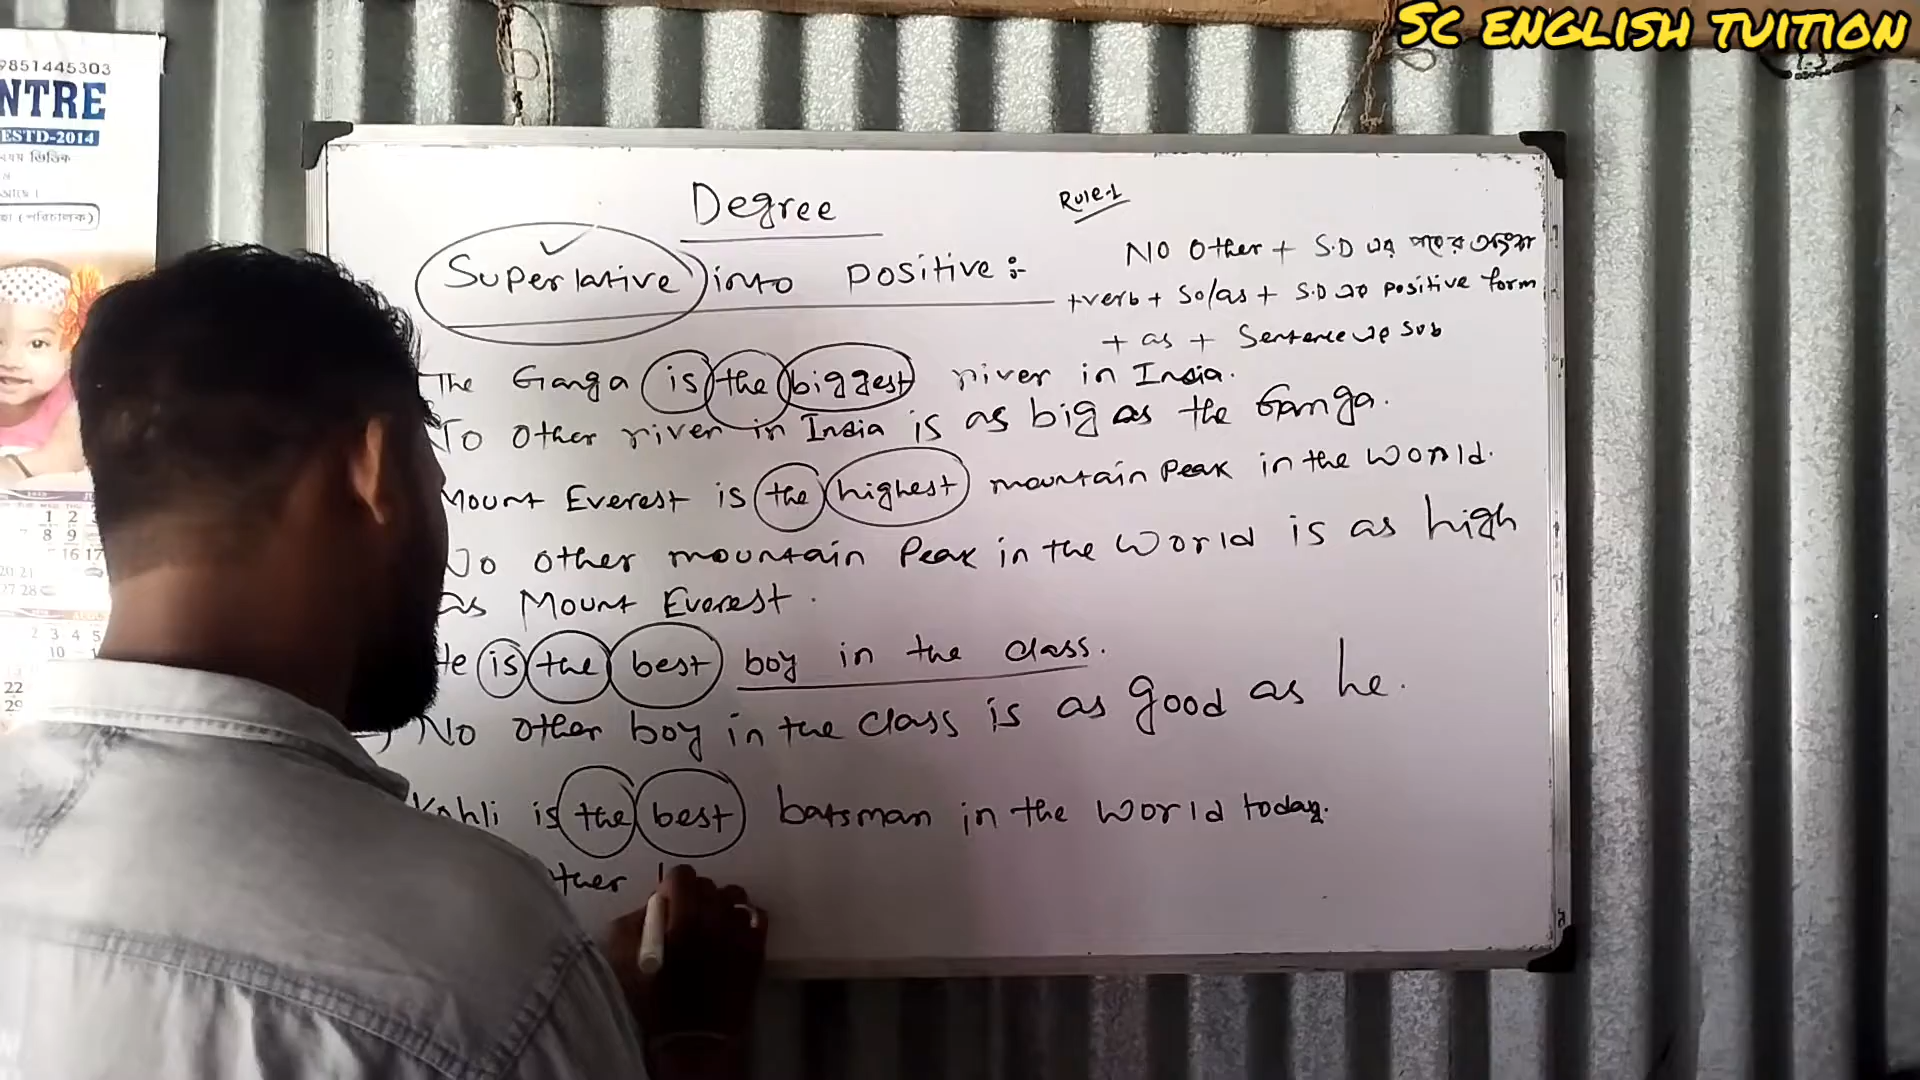 SC ENGLISH TUITION
9851445303
NTRE
ESTD-2014
(পরিচালক)
Degree
Superlative into positive :-
Rule-1
No other + S.D এর পরের অংশ
+verb + so/as + S.D এর positive form
+ as + Sentence এর Sub
The Ganga is the biggest river in India.
No other river in India is as big as the Ganga.
Mount Everest is the highest mountain peak in the world.
No other mountain peak in the world is as high
as Mount Everest.
He is the best boy in the class.
No other boy in the class is as good as he.
Kohli is the best batsman in the world today.
ther